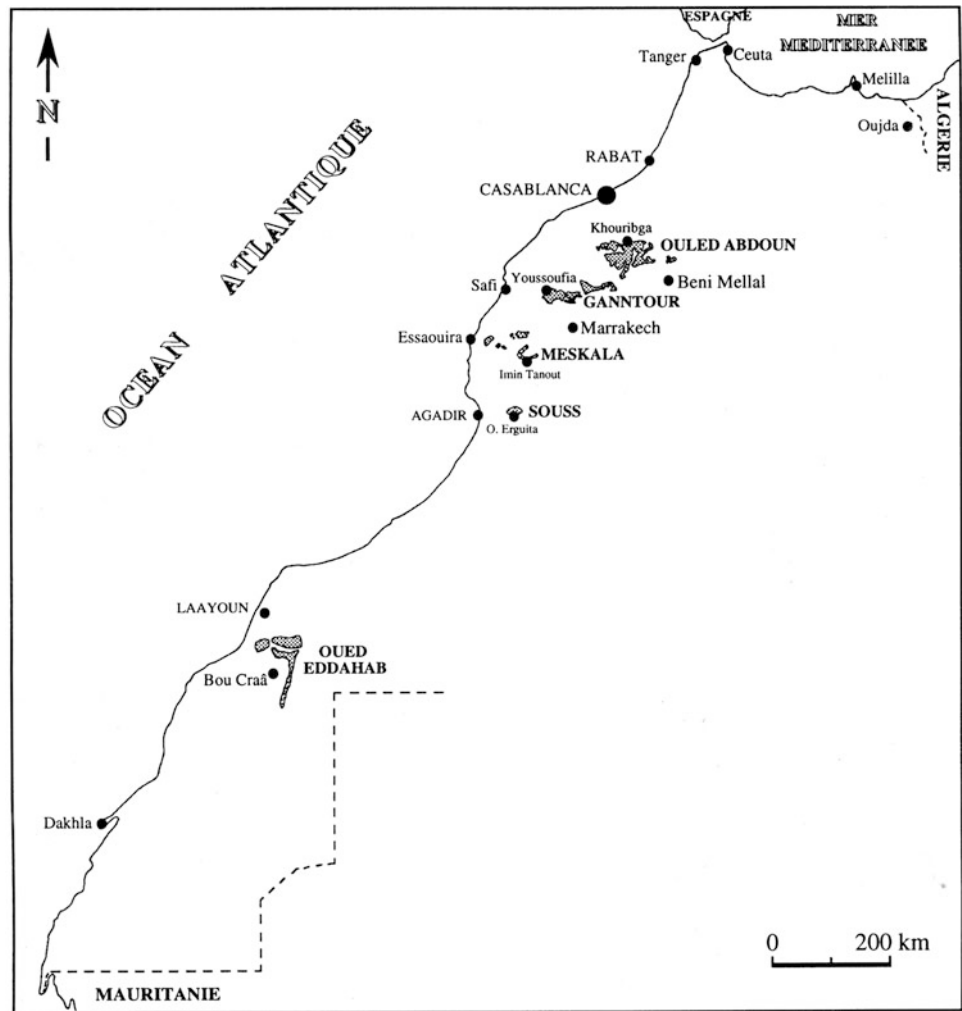 ESPAGNE
MER
MEDITERRANEE
Tanger
Ceuta
Melilla
ALGERIE
N
Oujda
OCEAN ATLANTIQUE
RABAT
CASABLANCA
Khouribga
OULED ABDOUN
Safi
Youssoufia
Beni Mellal
GANNTOUR
Marrakech
Essaouira
MESKALA
Imin Tanout
AGADIR
SOUSS
O. Erguita
LAAYOUN
OUED
EDDAHAB
Bou Craâ
Dakhla
0 200 km
MAURITANIE